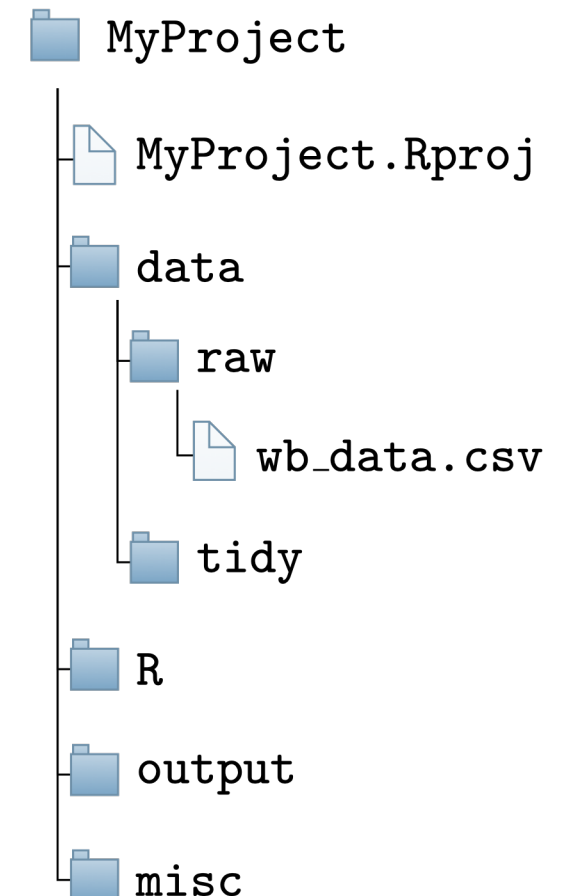 MyProject
MyProject.Rproj
data
raw
wb_data.csv
tidy
R
output
misc